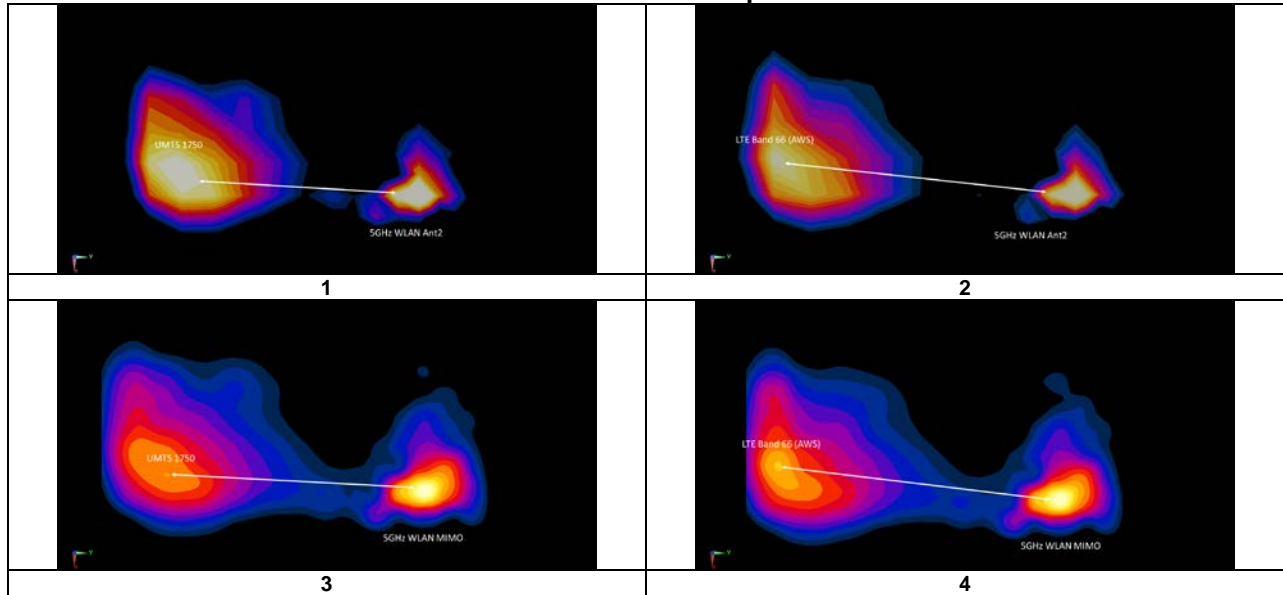 UMTS 1750
5GHz WLAN Ant2
LTE Band 66 (AWS)
5GHz WLAN Ant2
1
2
UMTS 1750
5GHz WLAN MIMO
LTE Band 66 (AWS)
5GHz WLAN MIMO
3
4